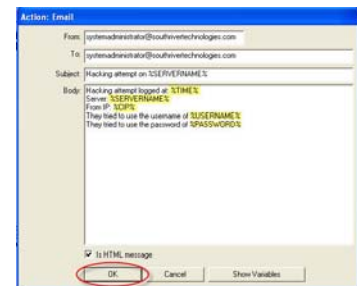 Action: Email
From: systemadministrator@southrivertechnologies.com
To: systemadministrator@southrivertechnologies.com
Subject: Hacking attempt on %SERVERNAME%
Body: Hacking attempt logged at: %TIME%
Server: %SERVERNAME%
From IP: %CIP%
They tried to use the username of %USERNAME%
They tried to use the password of %PASSWORD%
Is HTML message
OK Cancel Show Variables